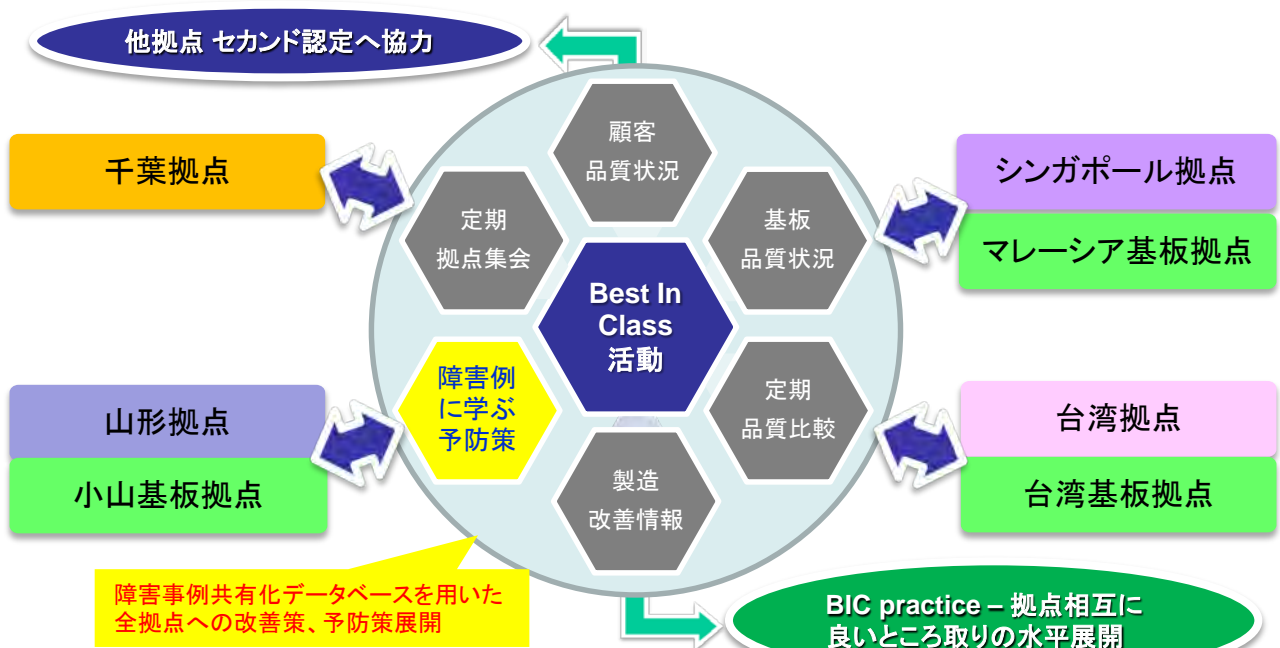 他拠点 セカンド認定へ協力
千葉拠点
山形拠点
小山基板拠点
顧客
品質状況
定期
拠点集会
基板
品質状況
Best In
Class
活動
障害例
に学ぶ
予防策
定期
品質比較
製造
改善情報
シンガポール拠点
マレーシア基板拠点
台湾拠点
台湾基板拠点
障害事例共有化データベースを用いた
全拠点への改善策、予防策展開
BIC practice – 拠点相互に
良いところ取りの水平展開